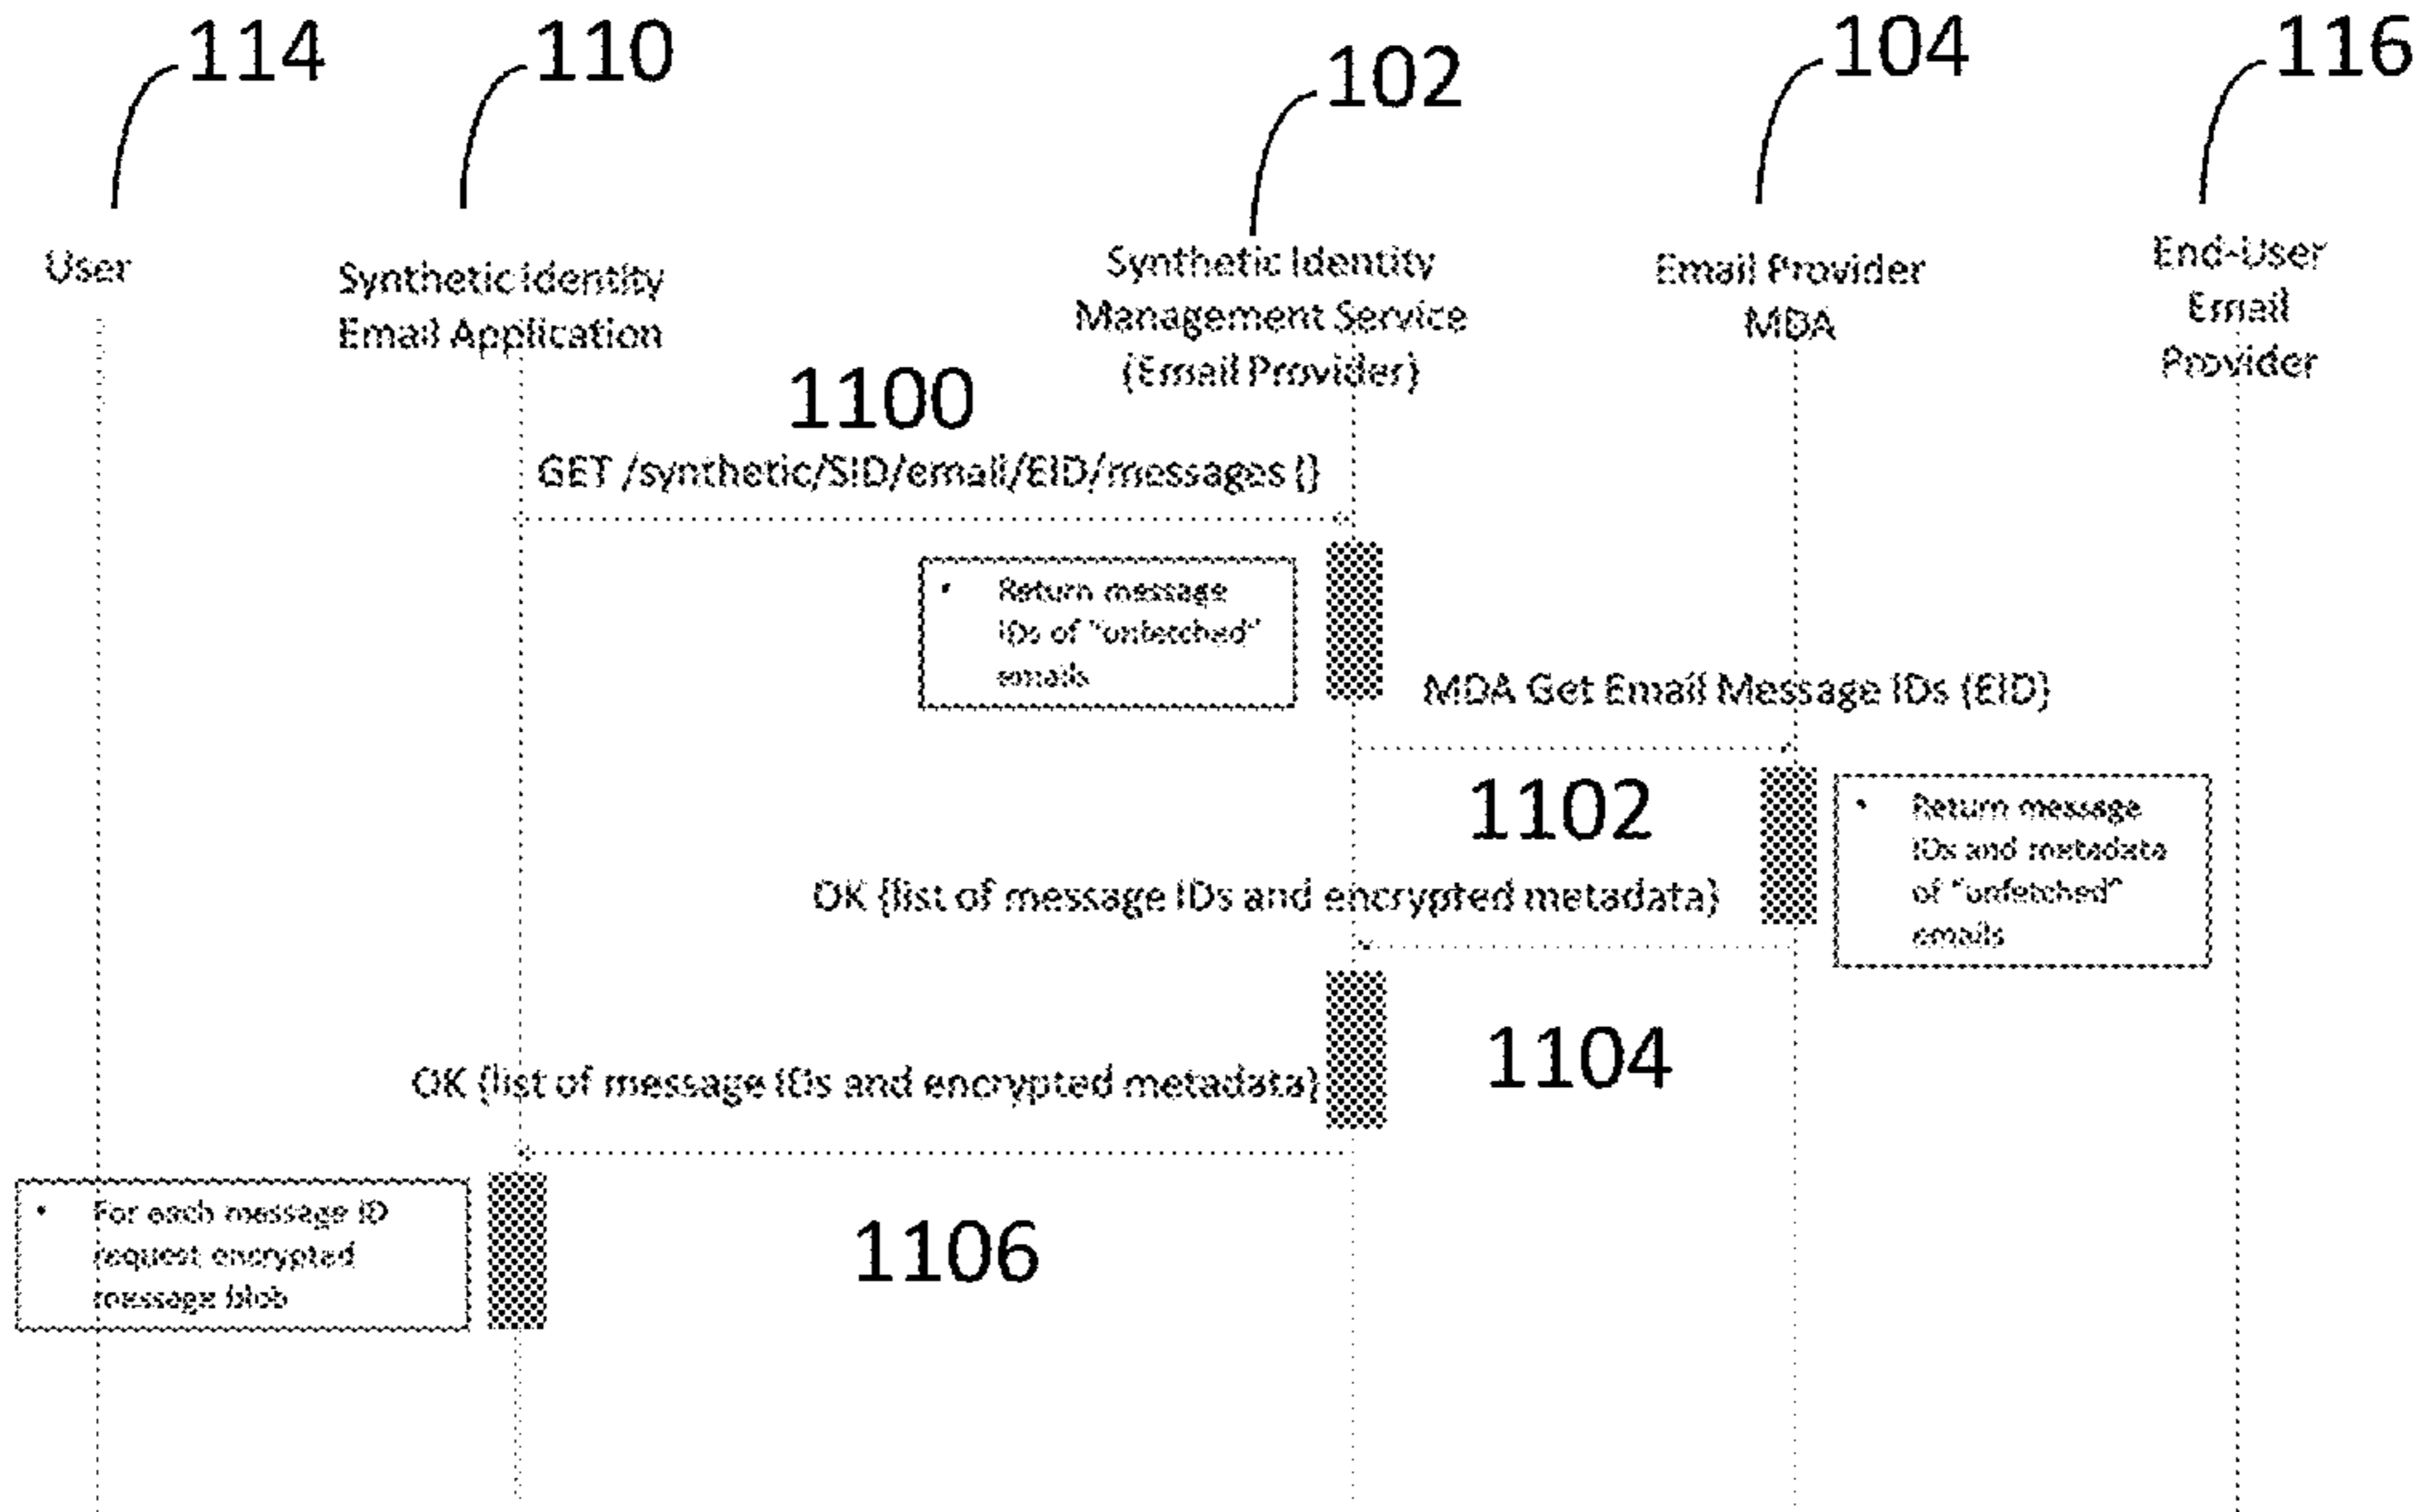 114
110
102
104
116
User
Synthetic Identity
Email Application
Synthetic Identity
Management Service
(Email Provider)
Email Provider
MDA
End-User
Email
Provider
1100
GET /synthetic/SID/email/EID/messages {}
• Return message
IDs of "unfetched"
emails
MDA Get Email Message IDs {EID}
1102
• Return message
IDs and metadata
of "unfetched"
emails
OK {list of message IDs and encrypted metadata}
1104
OK {list of message IDs and encrypted metadata}
• For each message ID
request encrypted
message blob
1106